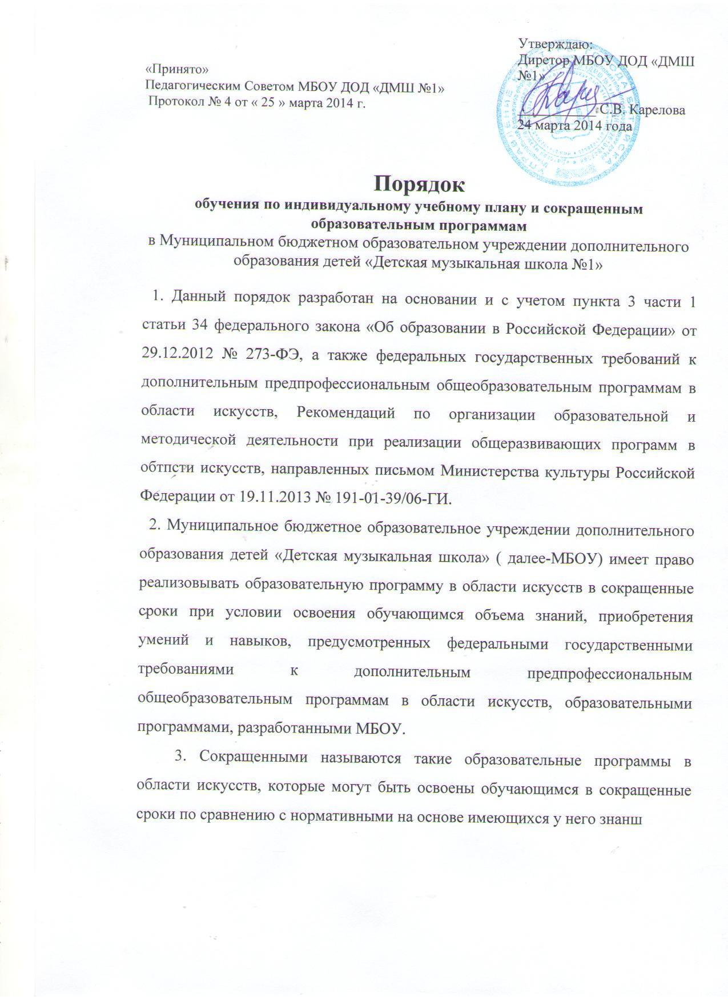 «Принято»
Педагогическим Советом МБОУ ДОД «ДМШ №1»
Протокол № 4 от « 25 » марта 2014 г.
Утверждаю:
Диретор МБОУ ДОД «ДМШ
№1»
С.В. Карелова
24 марта 2014 года
Порядок
обучения по индивидуальному учебному плану и сокращенным
образовательным программам
в Муниципальном бюджетном образовательном учреждении дополнительного
образования детей «Детская музыкальная школа №1»
1. Данный порядок разработан на основании и с учетом пункта 3 части 1
статьи 34 федерального закона «Об образовании в Российской Федерации» от
29.12.2012 № 273-ФЭ, а также федеральных государственных требований к
дополнительным предпрофессиональным общеобразовательным программам в
области искусств, Рекомендаций по организации образовательной и
методической деятельности при реализации общеразвивающих программ в
обтпсти искусств, направленных письмом Министерства культуры Российской
Федерации от 19.11.2013 № 191-01-39/06-ГИ.
2. Муниципальное бюджетное образовательное учреждении дополнительного
образования детей «Детская музыкальная школа» ( далее-МБОУ) имеет право
реализовывать образовательную программу в области искусств в сокращенные
сроки при условии освоения обучающимся объема знаний, приобретения
умений и навыков, предусмотренных федеральными государственными
требованиями к дополнительным предпрофессиональным
общеобразовательным программам в области искусств, образовательными
программами, разработанными МБОУ.
3. Сокращенными называются такие образовательные программы в
области искусств, которые могут быть освоены обучающимся в сокращенные
сроки по сравнению с нормативными на основе имеющихся у него знанш